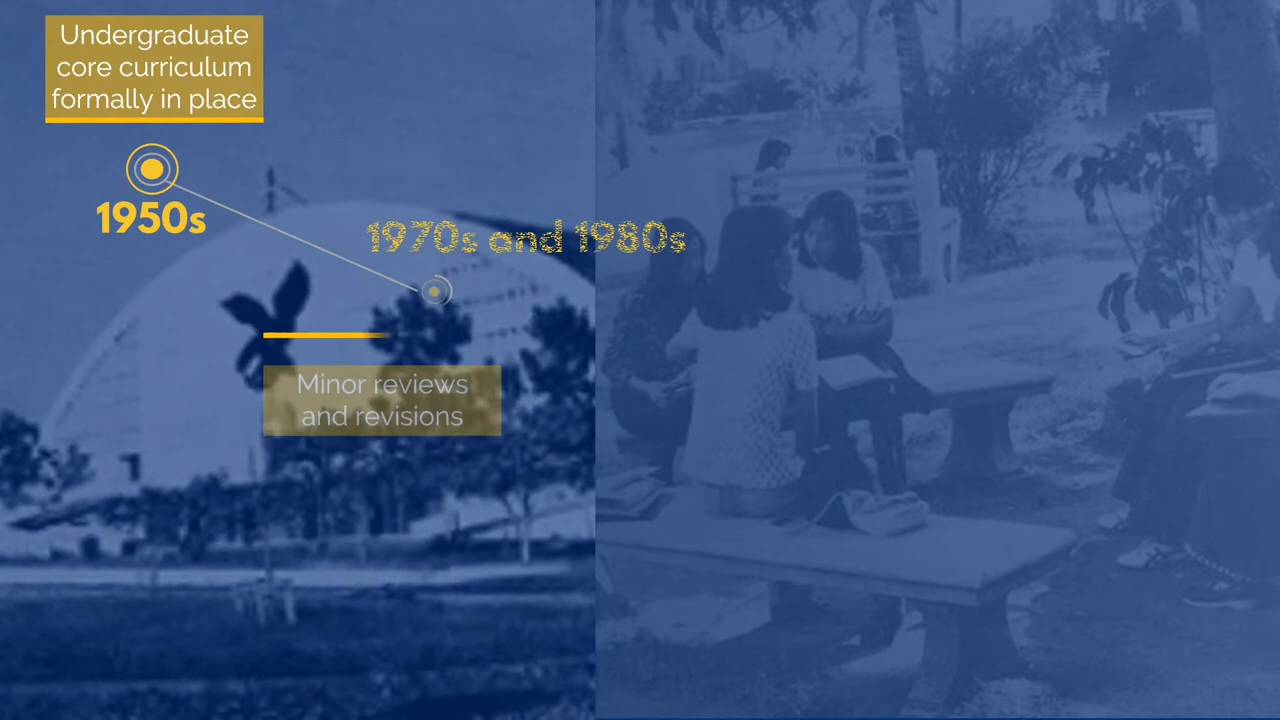 Undergraduate
core curriculum
formally in place
1950s
1970s and 1980s
Minor reviews
and revisions